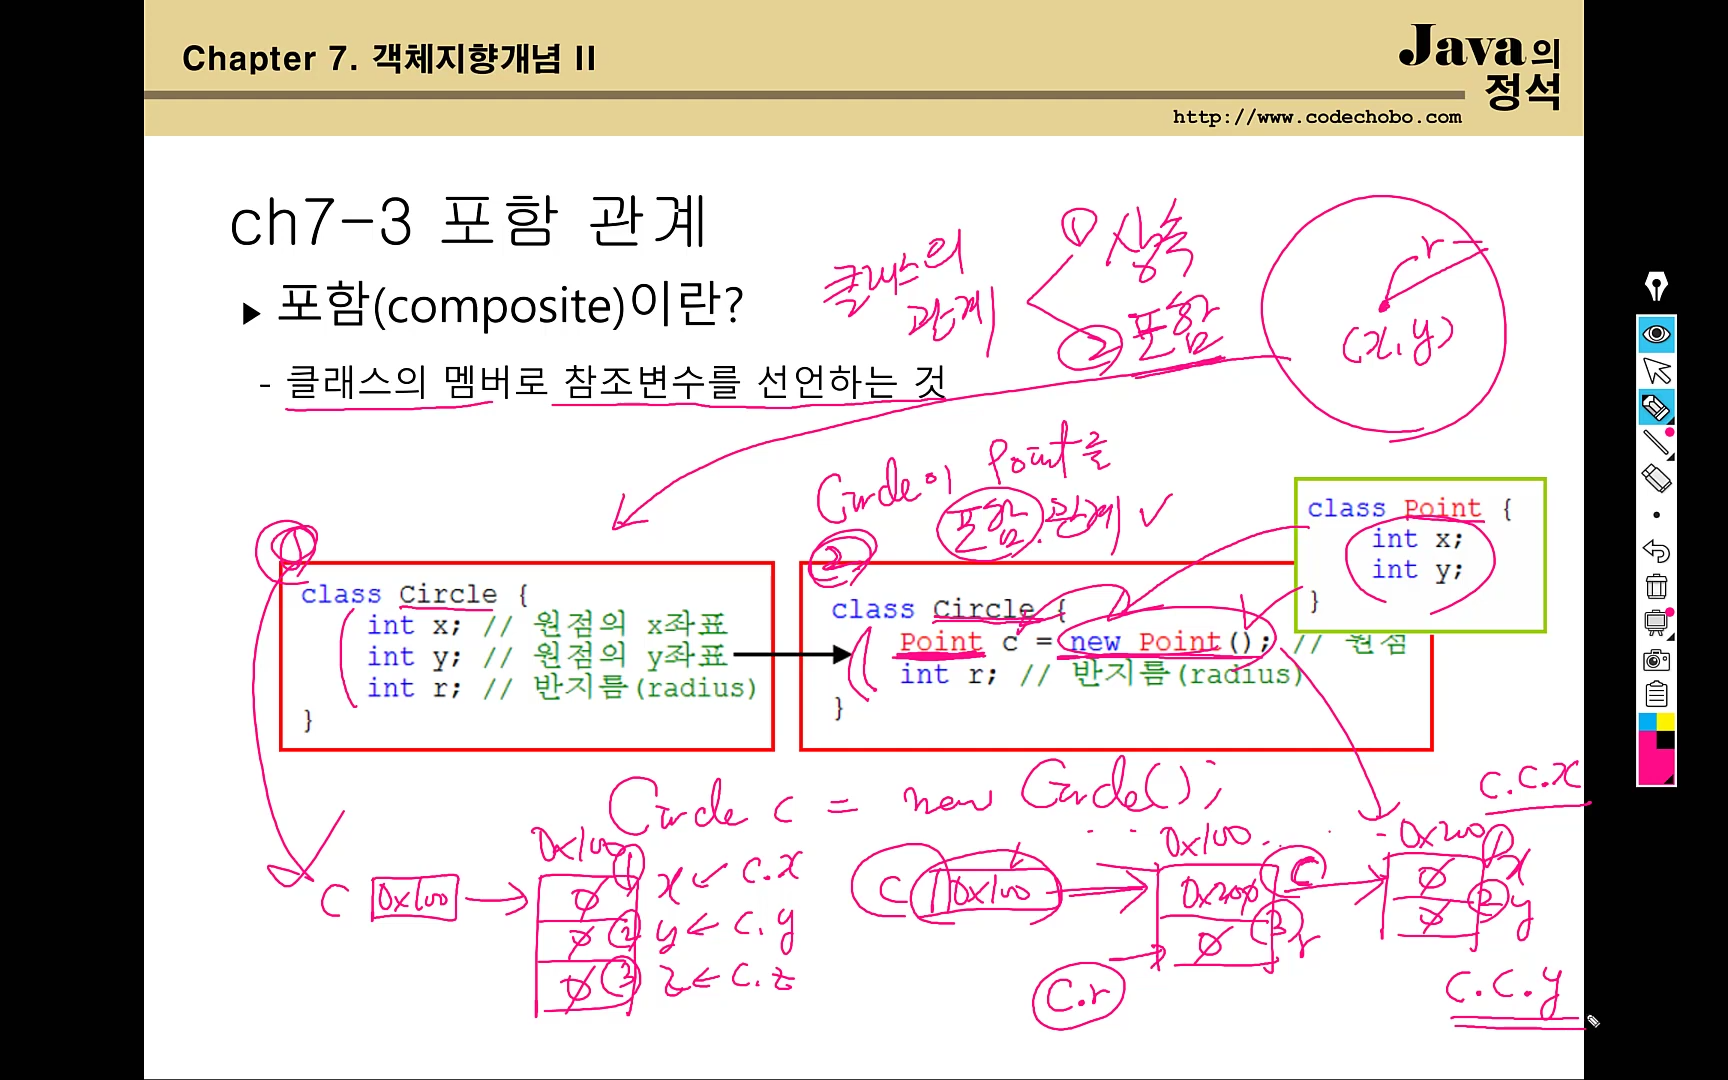 Chapter 7. 객체지향개념 II
Java의
정석
http://www.codechobo.com
ch7-3 포함 관계
▶ 포함(composite)이란?
- 클래스의 멤버로 참조변수를 선언하는 것
클래스의
관계
① 상속
② 포함
r
(x, y)
Circle이 Point를
포함 관계 ✓
①
class Circle {
int x; // 원점의 x좌표
int y; // 원점의 y좌표
int r; // 반지름(radius)
}
②
class Circle {
Point c = new Point(); // 원점
int r; // 반지름(radius)
}
class Point {
int x;
int y;
}
Circle c = new Circle();
c 0x100
0x100
0 ① x ← c.x
0 ② y ← c.y
0 ③ z ← c.z
c 0x100
0x100
0x200 c
0 ③ r
c.r
0x200
0 ① x
0 ② y
c.c.x
c.c.y